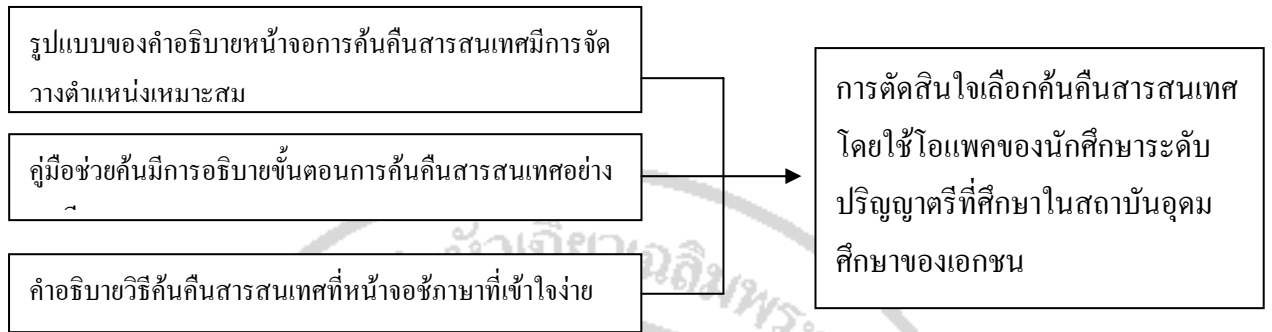 รูปแบบของคำอธิบายหน้าจอการค้นคืนสารสนเทศมีการจัด
วางตำแหน่งเหมาะสม
คู่มือช่วยค้นมีการอธิบายขั้นตอนการค้นคืนสารสนเทศอย่าง
คำอธิบายวิธีค้นคืนสารสนเทศที่หน้าจอช้ภาษาที่เข้าใจง่าย
การตัดสินใจเลือกค้นคืนสารสนเทศ
โดยใช้โอแพคของนักศึกษาระดับ
ปริญญาตรีที่ศึกษาในสถาบันอุดม
ศึกษาของเอกชน